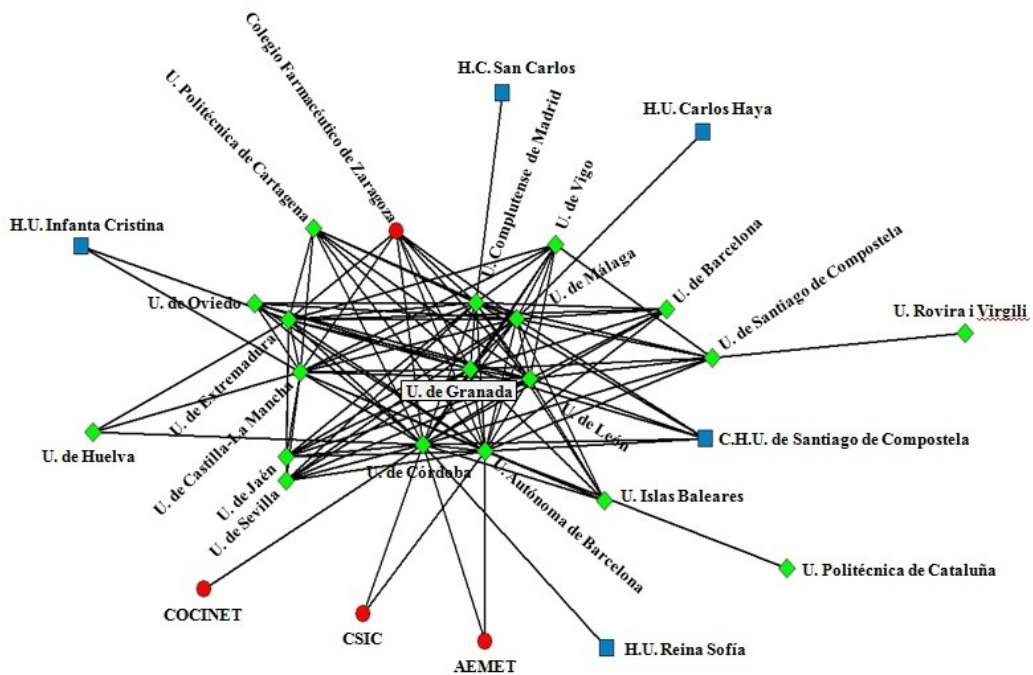 Colegio Farmacéutico de Zaragoza
H.C. San Carlos
H.U. Carlos Haya
U. Politécnica de Cartagena
U. Complutense de Madrid
U. de Vigo
H.U. Infanta Cristina
U. de Málaga
U. de Barcelona
U. de Santiago de Compostela
U. de Oviedo
U. Rovira i Virgili
U. de Extremadura
U. de Granada
U. de Castilla-La Mancha
U. de León
C.H.U. de Santiago de Compostela
U. de Huelva
U. de Jaén
U. de Córdoba
U. de Sevilla
U. Autónoma de Barcelona
U. Islas Baleares
U. Politécnica de Cataluña
COCINET
CSIC
AEMET
H.U. Reina Sofía